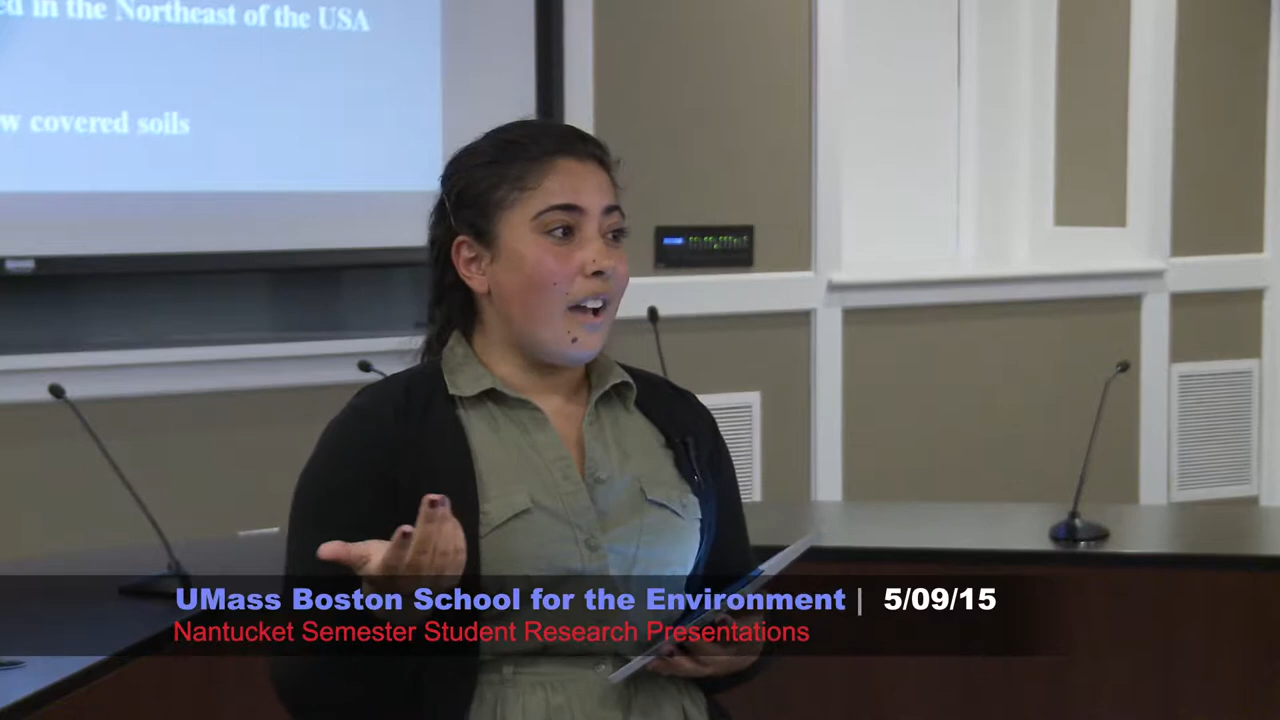 ed in the Northeast of the USA
w covered soils
UMass Boston School for the Environment | 5/09/15
Nantucket Semester Student Research Presentations